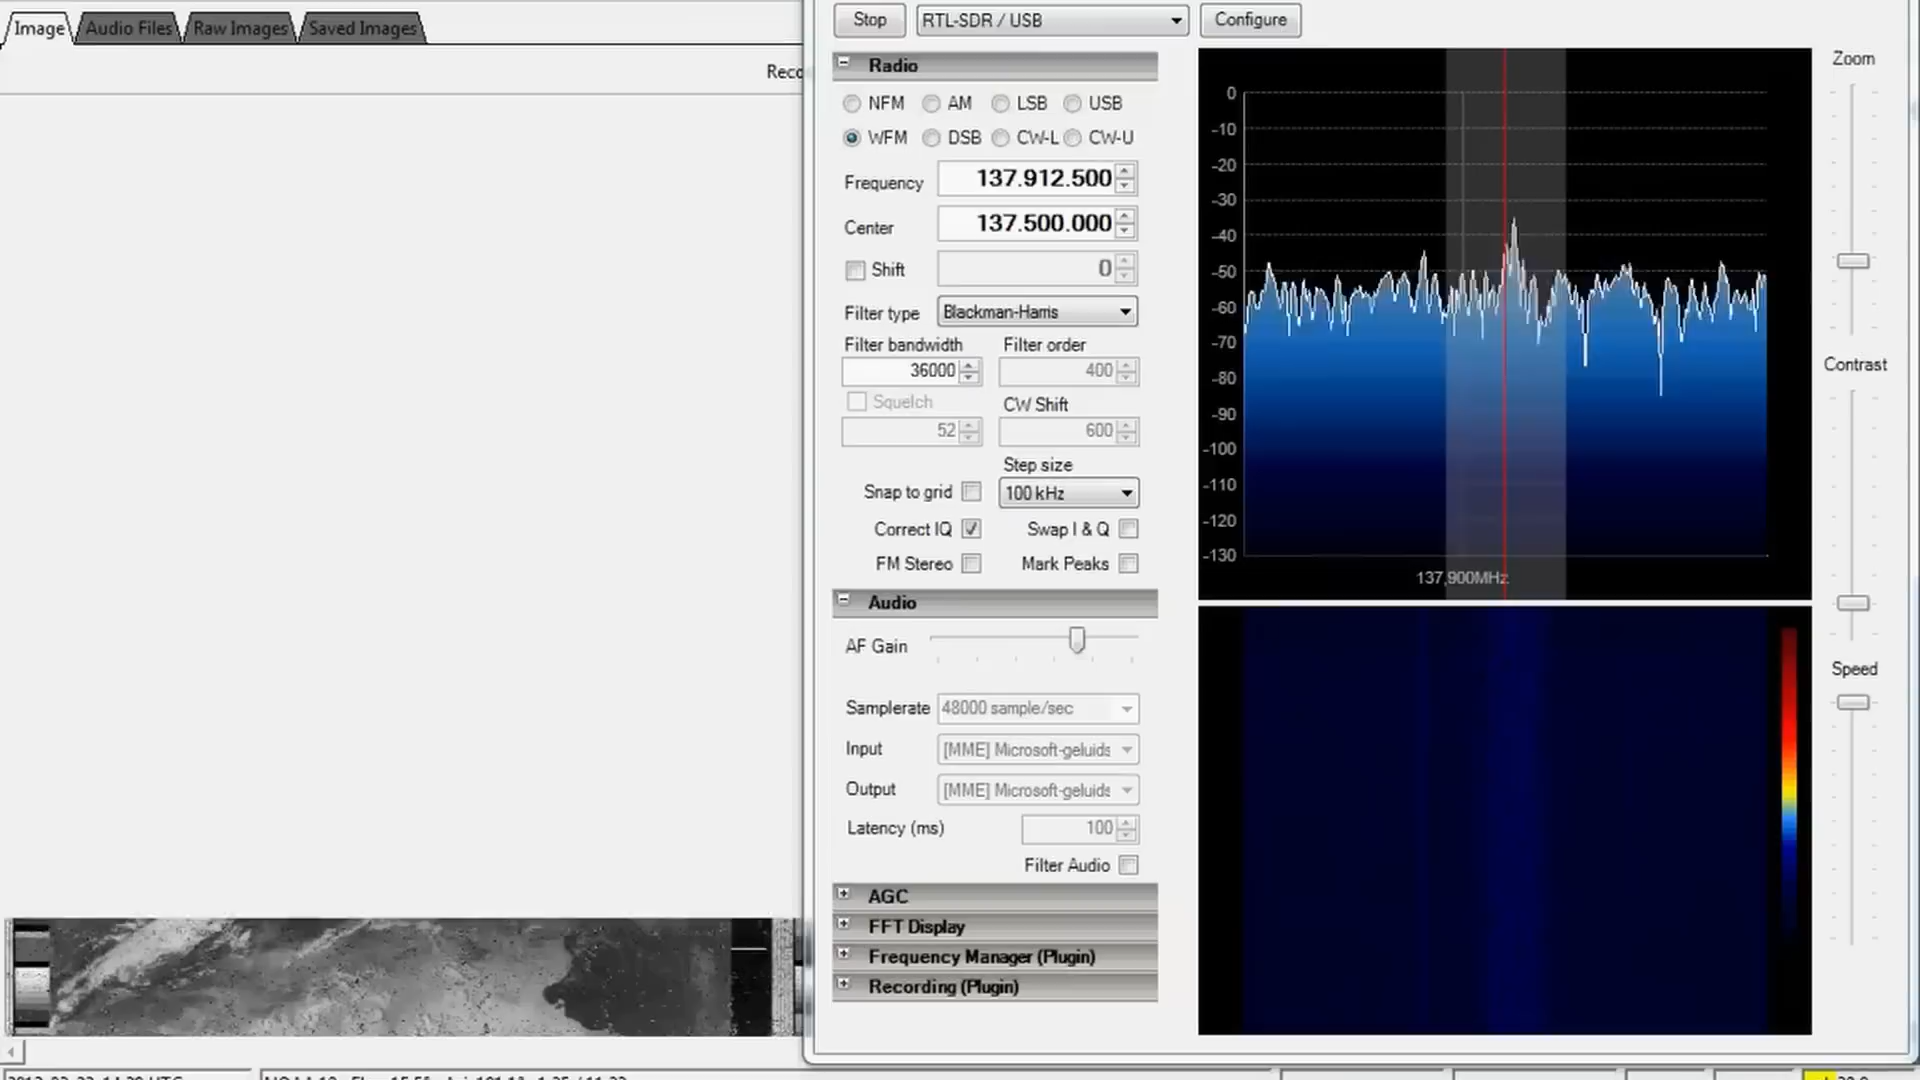 Image Audio Files Raw Images Saved Images
Reco
Stop RTL-SDR / USB Configure
Radio
NFM AM LSB USB
WFM DSB CW-L CW-U
Frequency 137.912.500
Center 137.500.000
Shift 0
Filter type Blackman-Harris
Filter bandwidth Filter order
36000 400
Squelch CW Shift
52 600
Step size
Snap to grid 100 kHz
Correct IQ Swap I & Q
FM Stereo Mark Peaks
Audio
AF Gain
Samplerate 48000 sample/sec
Input [MME] Microsoft-geluids
Output [MME] Microsoft-geluids
Latency (ms) 100
Filter Audio
AGC
FFT Display
Frequency Manager (Plugin)
Recording (Plugin)
0
-10
-20
-30
-40
-50
-60
-70
-80
-90
-100
-110
-120
-130
137,900MHz
Zoom
Contrast
Speed